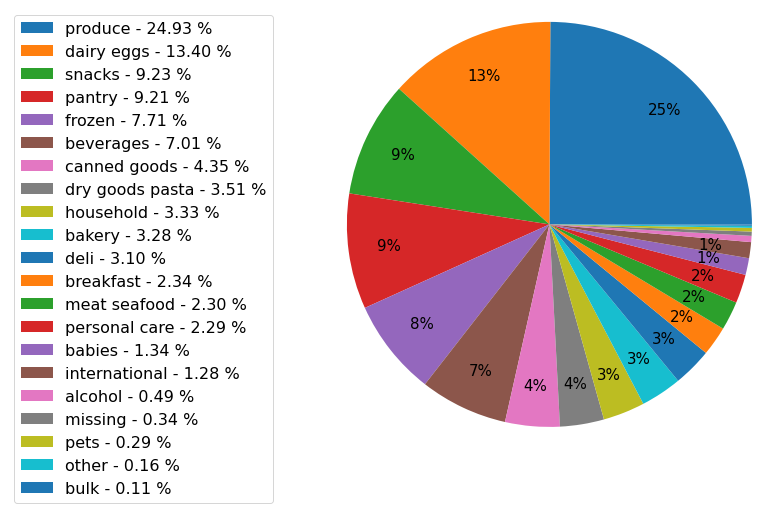 produce - 24.93 %
dairy eggs - 13.40 %
snacks - 9.23 %
pantry - 9.21 %
frozen - 7.71 %
beverages - 7.01 %
canned goods - 4.35 %
dry goods pasta - 3.51 %
household - 3.33 %
bakery - 3.28 %
deli - 3.10 %
breakfast - 2.34 %
meat seafood - 2.30 %
personal care - 2.29 %
babies - 1.34 %
international - 1.28 %
alcohol - 0.49 %
missing - 0.34 %
pets - 0.29 %
other - 0.16 %
bulk - 0.11 %
25%
13%
9%
9%
8%
7%
4%
4%
3%
3%
3%
2%
2%
2%
1%
1%